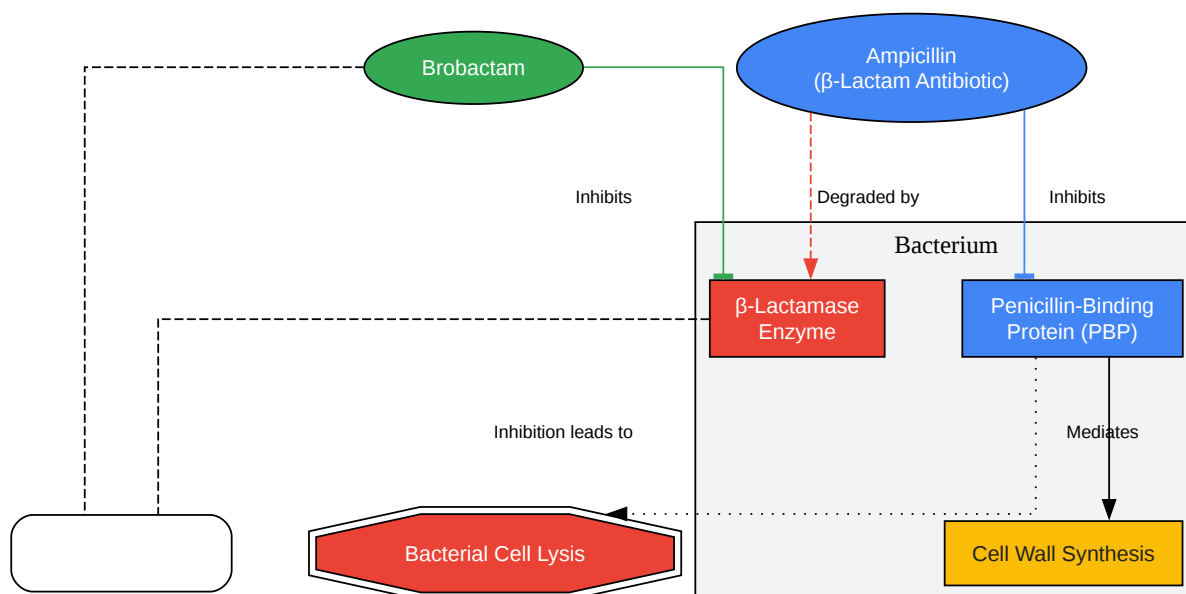 Brobactam
Ampicillin
(β-Lactam Antibiotic)
Inhibits
Degraded by
Inhibits
Bacterium
β-Lactamase
Enzyme
Penicillin-Binding
Protein (PBP)
Inhibition leads to
Mediates
Bacterial Cell Lysis
Cell Wall Synthesis